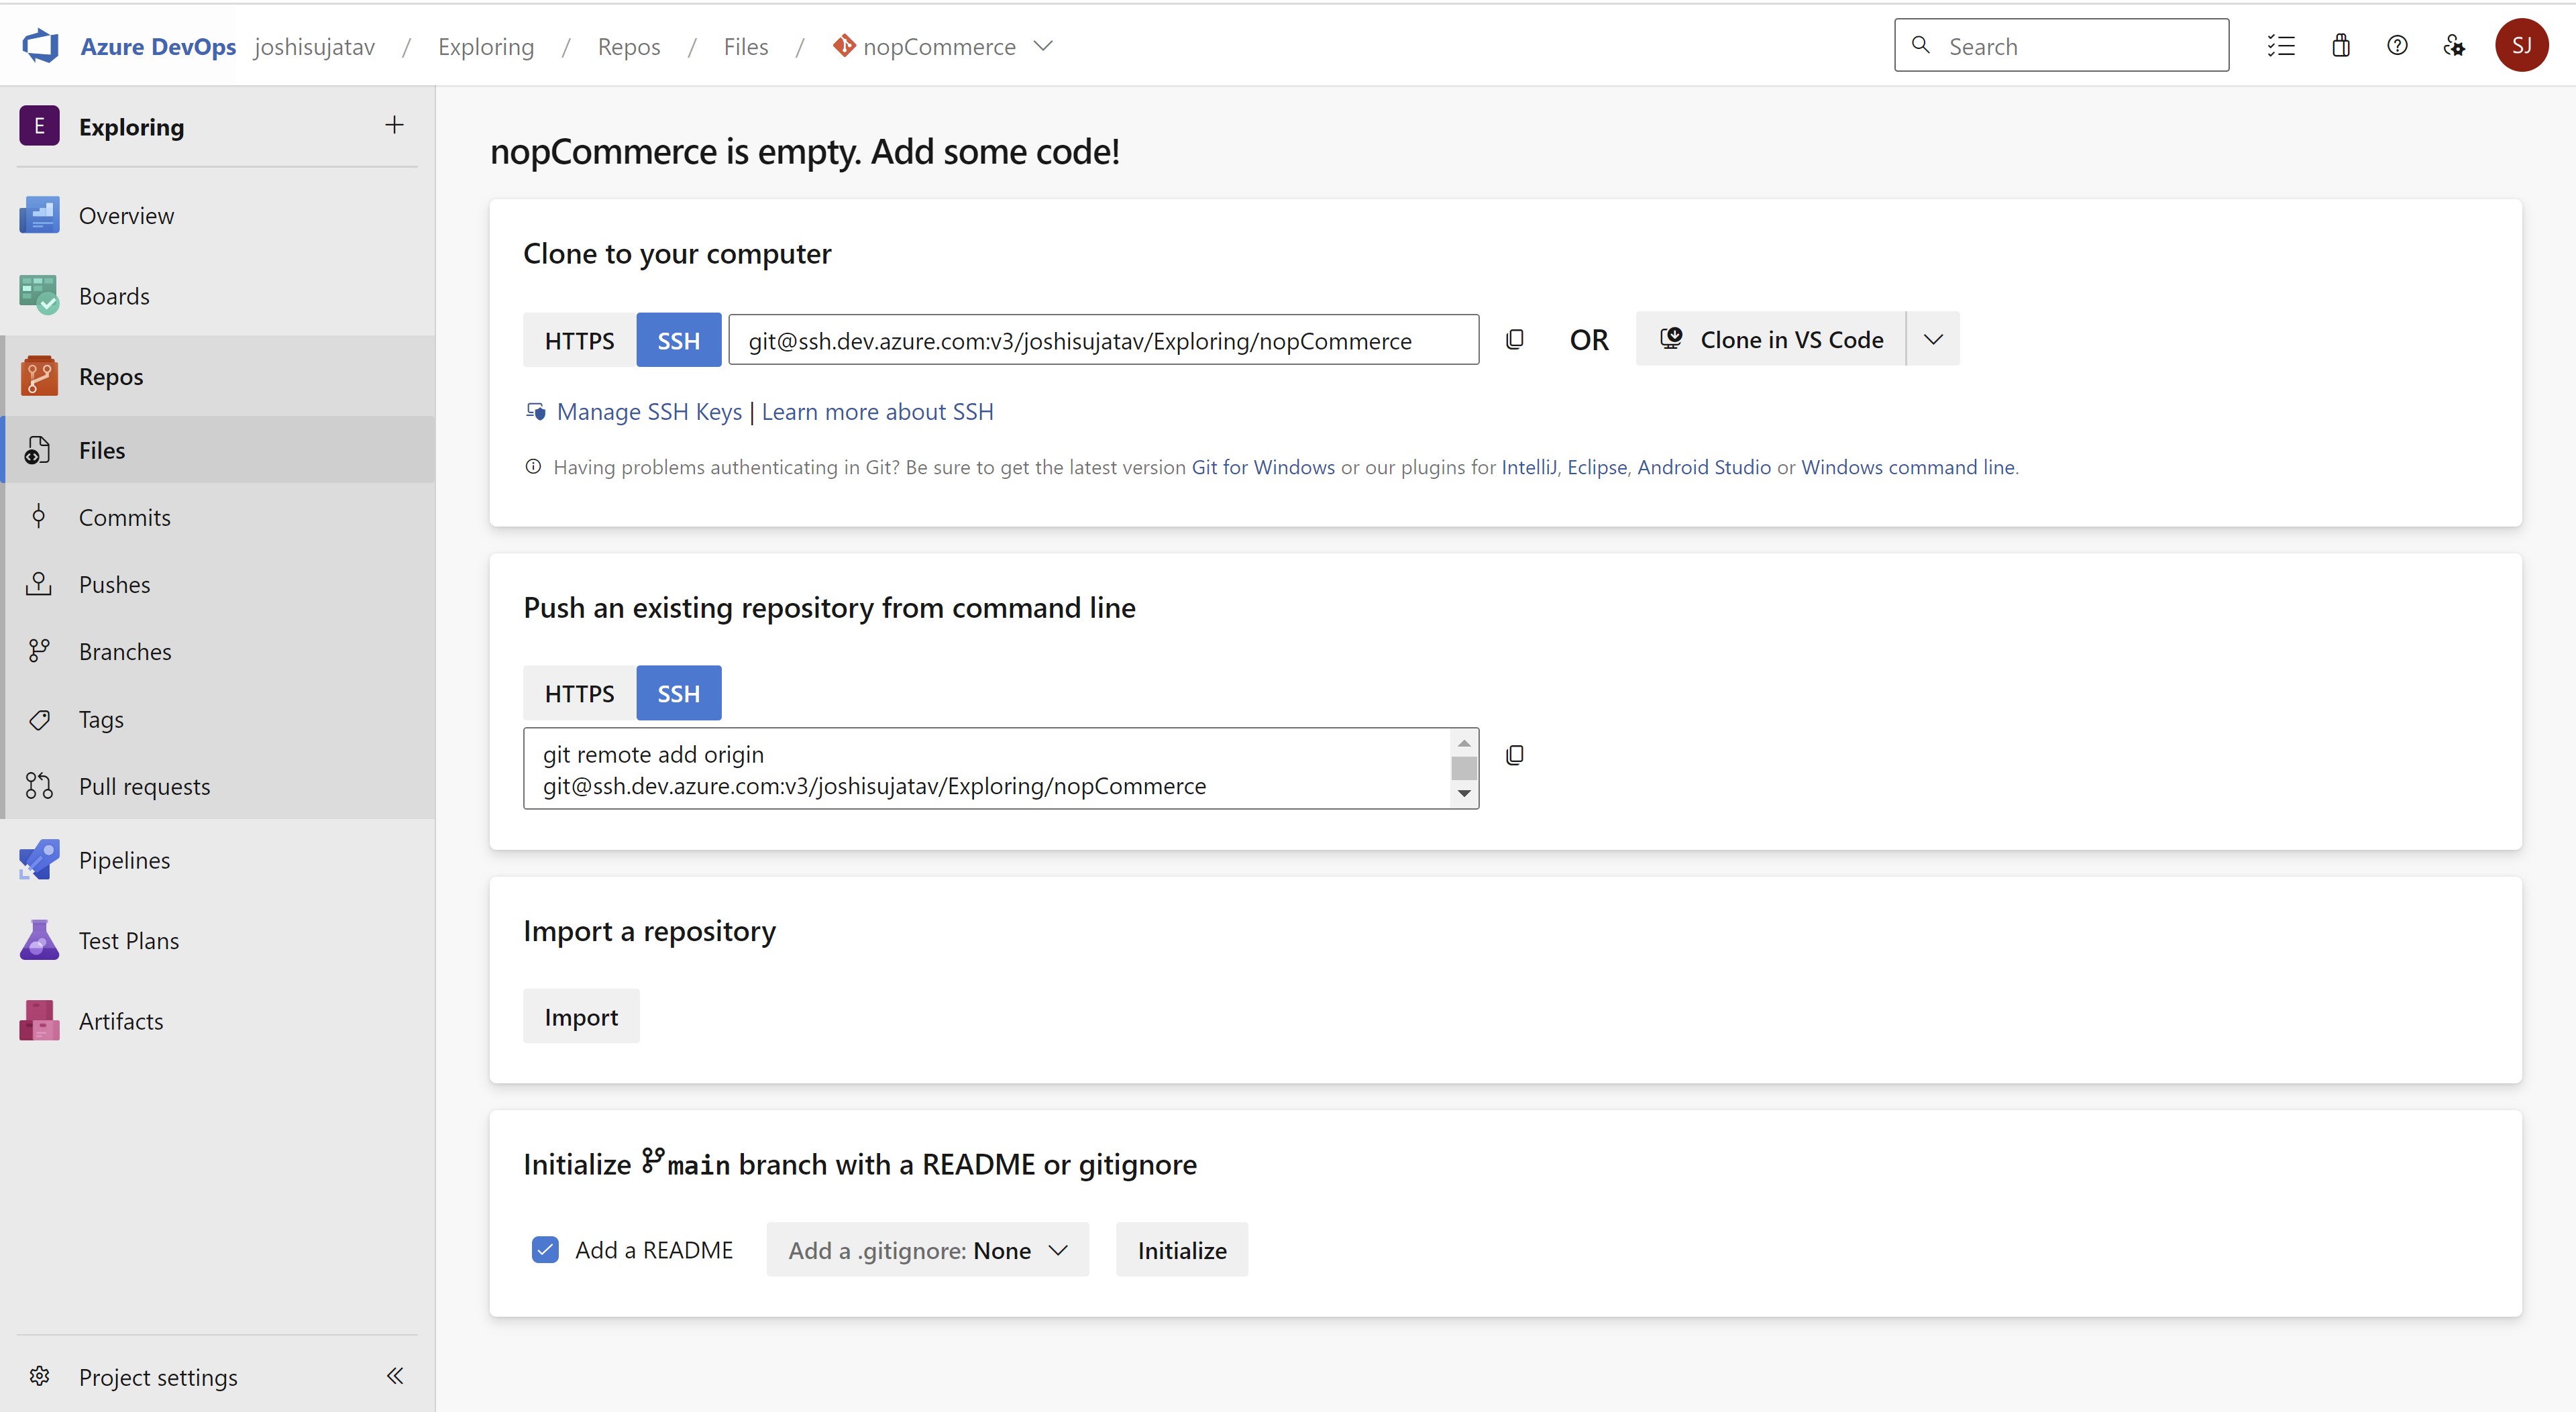 Azure DevOps joshisujatav / Exploring / Repos / Files / nopCommerce
Search
SJ
E Exploring
Overview
Boards
Repos
Files
Commits
Pushes
Branches
Tags
Pull requests
Pipelines
Test Plans
Artifacts
Project settings
nopCommerce is empty. Add some code!
Clone to your computer
HTTPS SSH git@ssh.dev.azure.com:v3/joshisujatav/Exploring/nopCommerce OR Clone in VS Code
Manage SSH Keys | Learn more about SSH
Having problems authenticating in Git? Be sure to get the latest version Git for Windows or our plugins for IntelliJ, Eclipse, Android Studio or Windows command line.
Push an existing repository from command line
HTTPS SSH
git remote add origin
git@ssh.dev.azure.com:v3/joshisujatav/Exploring/nopCommerce
Import a repository
Import
Initialize main branch with a README or gitignore
Add a README Add a .gitignore: None Initialize